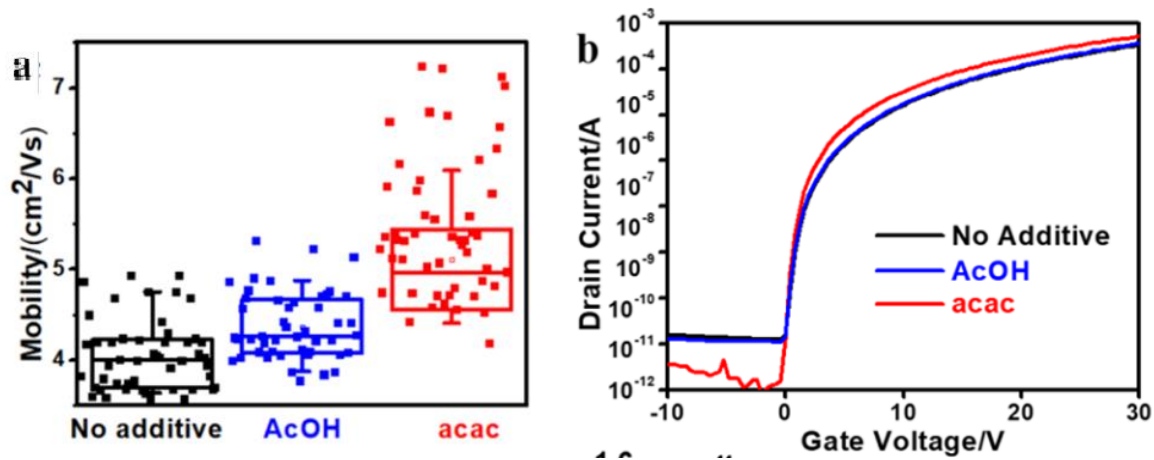 a
Mobility/(cm²/Vs)
7
6
5
4
No additive AcOH acac
b
Drain Current/A
10⁻³
10⁻⁴
10⁻⁵
10⁻⁶
10⁻⁷
10⁻⁸
10⁻⁹
10⁻¹⁰
10⁻¹¹
10⁻¹²
No Additive
AcOH
acac
-10 0 10 20 30
Gate Voltage/V